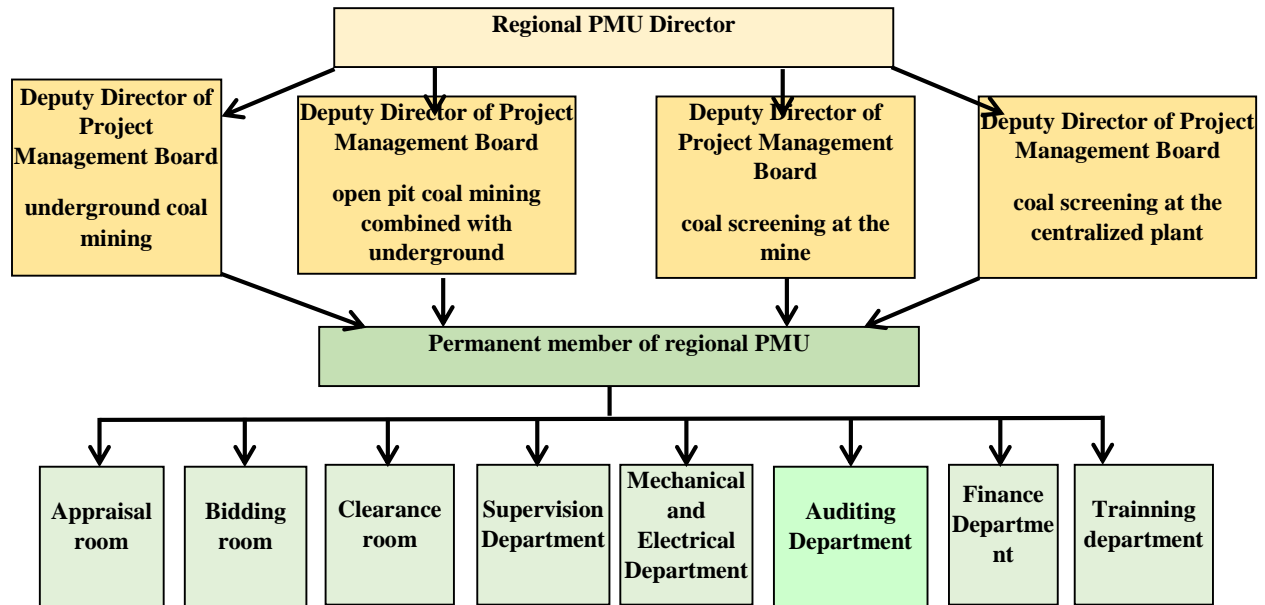 Regional PMU Director
Deputy Director of
Project
Management Board
underground coal
mining
Deputy Director of Project
Management Board
open pit coal mining
combined with
underground
Deputy Director of
Project Management
Board
coal screening at the
mine
Deputy Director of Project
Management Board
coal screening at the
centralized plant
Permanent member of regional PMU
Appraisal
room
Bidding
room
Clearance
room
Supervision
Department
Mechanical
and
Electrical
Department
Auditing
Department
Finance
Departme
nt
Trainning
department